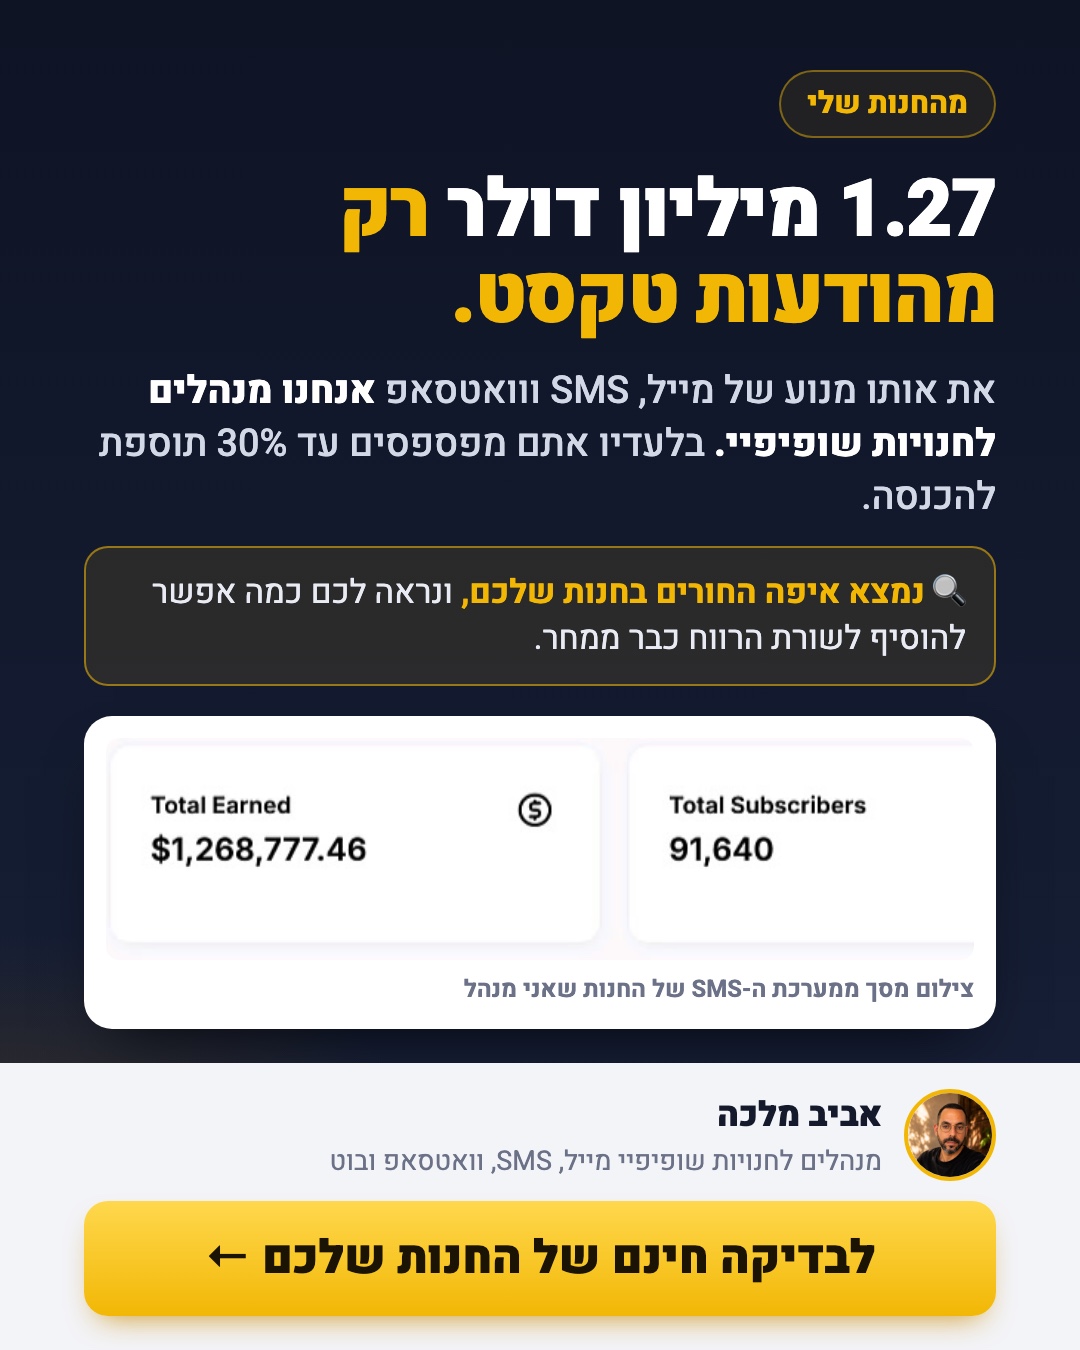 מהחנות שלי
1.27 מיליון דולר רק
מהודעות טקסט.
את אותו מנוע של מייל, SMS וווואטסאפ אנחנו מנהלים
לחנויות שופיפיי. בלעדיו אתם מפספסים עד 30% תוספת
להכנסה.
🔍 נמצא איפה החורים בחנות שלכם, ונראה לכם כמה אפשר
להוסיף לשורת הרווח כבר ממחר.
Total Earned
$1,268,777.46
Total Subscribers
91,640
צילום מסך ממערכת ה-SMS של החנות שאני מנהל
אביב מלכה
מנהלים לחנויות שופיפיי מייל, SMS, וואטסאפ ובוט
לבדיקה חינם של החנות שלכם ←